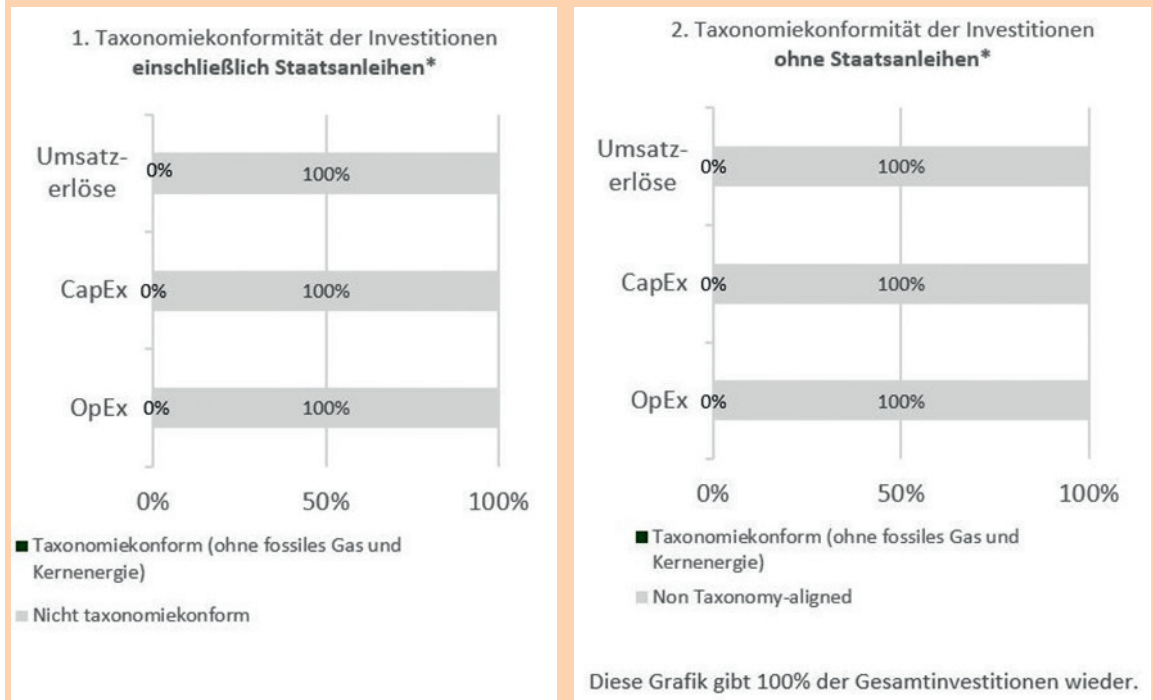 1. Taxonomiekonformität der Investitionen
einschließlich Staatsanleihen*
Umsatz-
erlöse
0%
100%
CapEx
0%
100%
OpEx
0%
100%
0%
50%
100%
Taxonomiekonform (ohne fossiles Gas und
Kernenergie)
Nicht taxonomiekonform
2. Taxonomiekonformität der Investitionen
ohne Staatsanleihen*
Umsatz-
erlöse
0%
100%
CapEx
0%
100%
OpEx
0%
100%
0%
50%
100%
Taxonomiekonform (ohne fossiles Gas und
Kernenergie)
Non Taxonomy-aligned
Diese Grafik gibt 100% der Gesamtinvestitionen wieder.